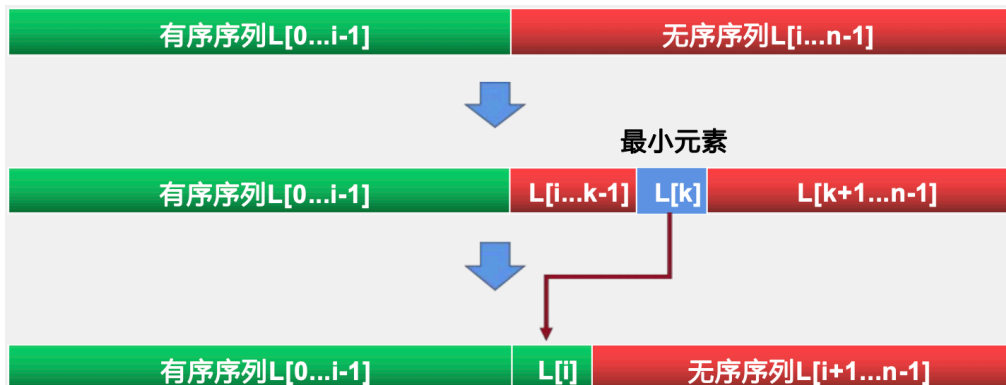 有序序列L[0...i-1] 无序序列L[i...n-1]
最小元素
有序序列L[0...i-1] L[i...k-1] L[k] L[k+1...n-1]
有序序列L[0...i-1] L[i] 无序序列L[i+1...n-1]